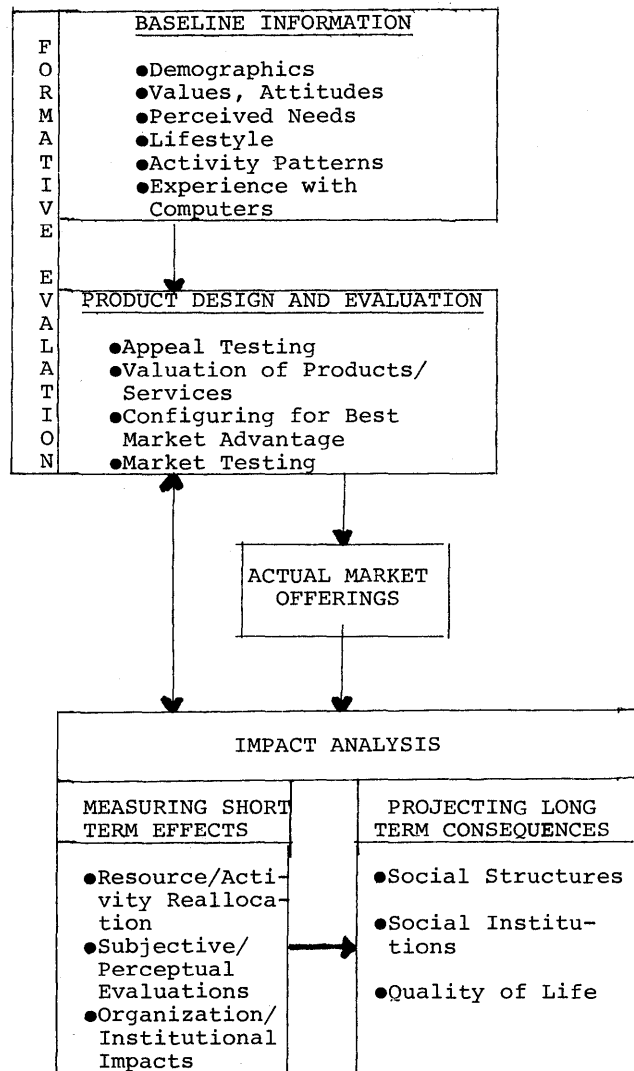 FORMATIVE EVALATION
BASELINE INFORMATION
●Demographics
●Values, Attitudes
●Perceived Needs
●Lifestyle
●Activity Patterns
●Experience with
Computers
PRODUCT DESIGN AND EVALUATION
●Appeal Testing
●Valuation of Products/
Services
●Configuring for Best
Market Advantage
●Market Testing
ACTUAL MARKET
OFFERINGS
IMPACT ANALYSIS
MEASURING SHORT
TERM EFFECTS
●Resource/Acti-
vity Realloca-
tion
●Subjective/
Perceptual
Evaluations
●Organization/
Institutional
Impacts
PROJECTING LONG
TERM CONSEQUENCES
●Social Structures
●Social Institu-
tions
●Quality of Life